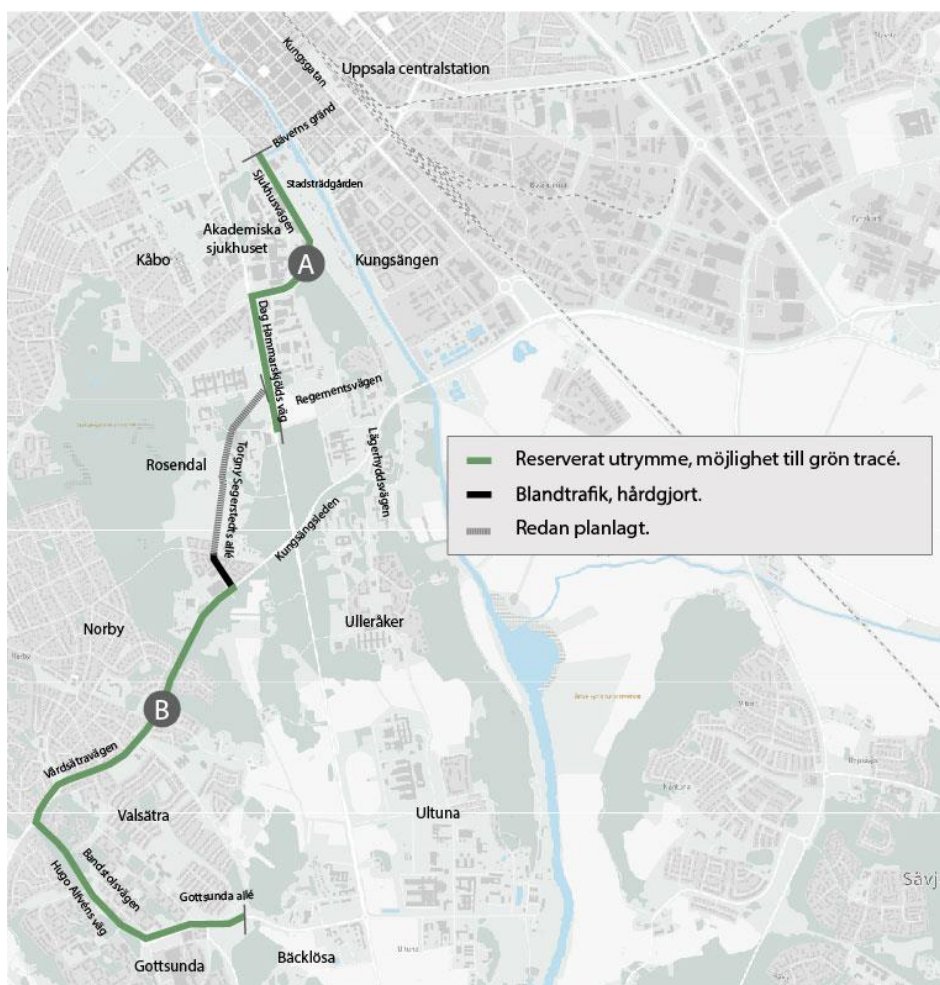 Kungsgatan
Uppsala centralstation
Bäverns gränd
Sjukhusvägen
Stadsträdgården
Akademiska
sjukhuset
Kåbo
A
Kungsängen
Dag Hammarskjölds väg
Regementsvägen
Rosendal
Torgny Segerstedts allé
Lägerhyddsvägen
Kungsängsleden
Reserverat utrymme, möjlighet till grön tracé.
Blandtrafik, hårdgjort.
Redan planlagt.
Norby
Ulleråker
B
Vårdsätravägen
Valsätra
Ultuna
Bandstolsvägen
Hugo Alfvéns väg
Gottsunda allé
Sävj
Gottsunda
Bäcklösa